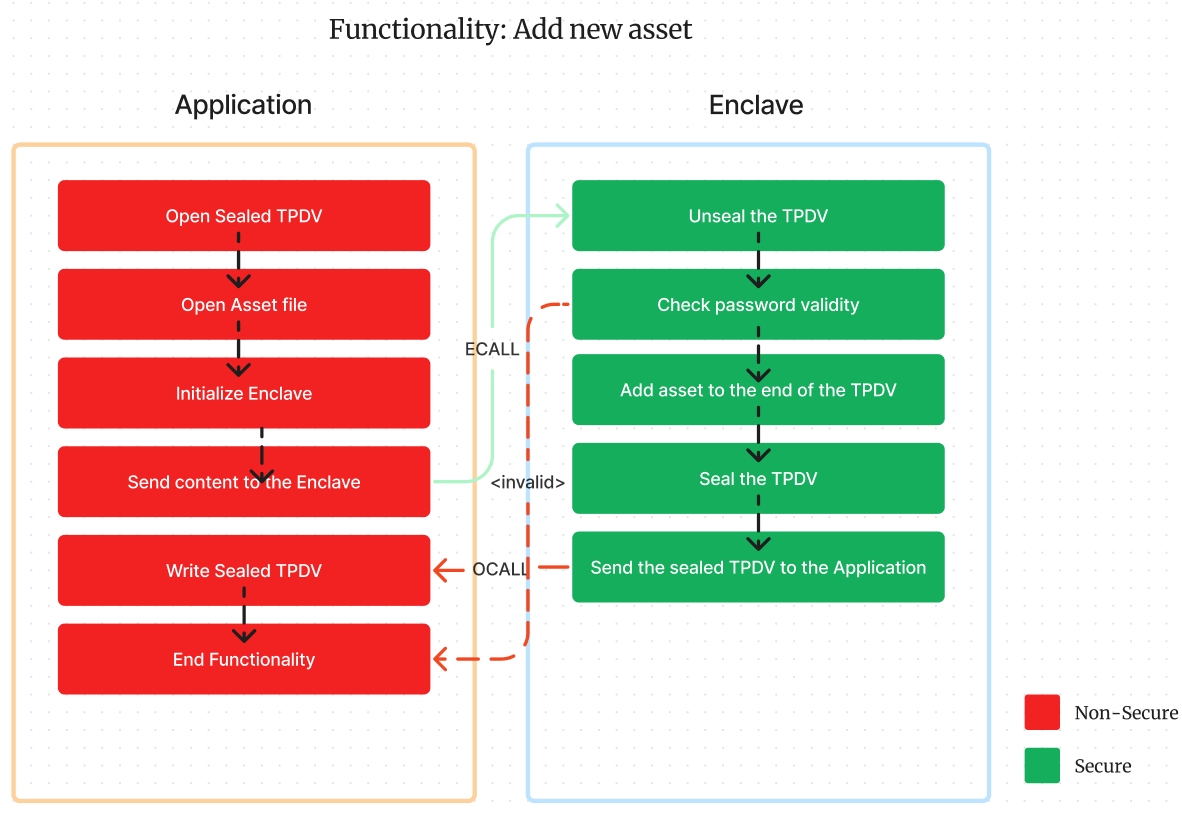 Functionality: Add new asset
Application
Open Sealed TPDV
Open Asset file
Initialize Enclave
Send content to the Enclave
Write Sealed TPDV
End Functionality
ECALL
<invalid>
OCALL
Enclave
Unseal the TPDV
Check password validity
Add asset to the end of the TPDV
Seal the TPDV
Send the sealed TPDV to the Application
Non-Secure
Secure